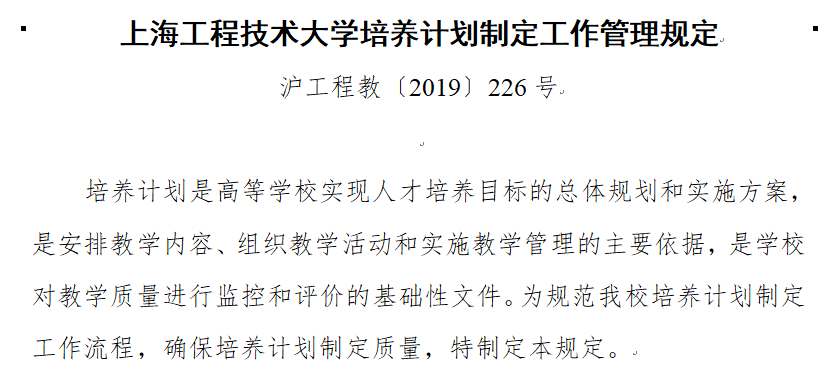 上海工程技术大学培养计划制定工作管理规定
沪工程教〔2019〕226 号
培养计划是高等学校实现人才培养目标的总体规划和实施方案，
是安排教学内容、组织教学活动和实施教学管理的主要依据，是学校
对教学质量进行监控和评价的基础性文件。为规范我校培养计划制定
工作流程，确保培养计划制定质量，特制定本规定。